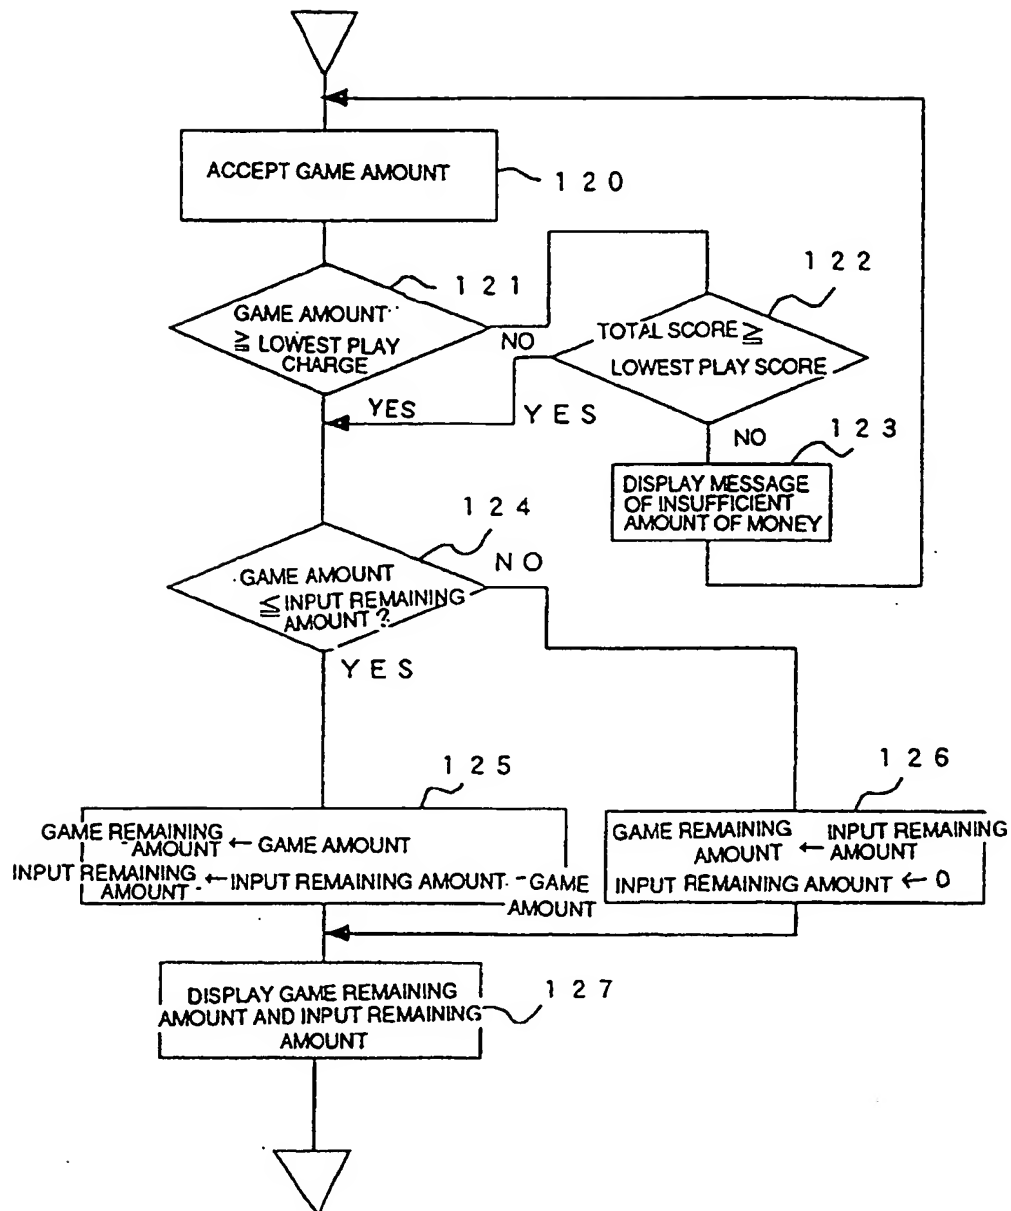 ACCEPT GAME AMOUNT
120
121
GAME AMOUNT
≧ LOWEST PLAY
CHARGE
NO
YES
122
TOTAL SCORE ≧
LOWEST PLAY SCORE
YES
NO
123
DISPLAY MESSAGE
OF INSUFFICIENT
AMOUNT OF MONEY
124
GAME AMOUNT
≦ INPUT REMAINING
AMOUNT?
NO
YES
125
GAME REMAINING
AMOUNT ← GAME AMOUNT
INPUT REMAINING
AMOUNT ← INPUT REMAINING AMOUNT - GAME
AMOUNT
126
GAME REMAINING
AMOUNT ← INPUT REMAINING
AMOUNT
INPUT REMAINING AMOUNT ← 0
DISPLAY GAME REMAINING
AMOUNT AND INPUT REMAINING
AMOUNT
127